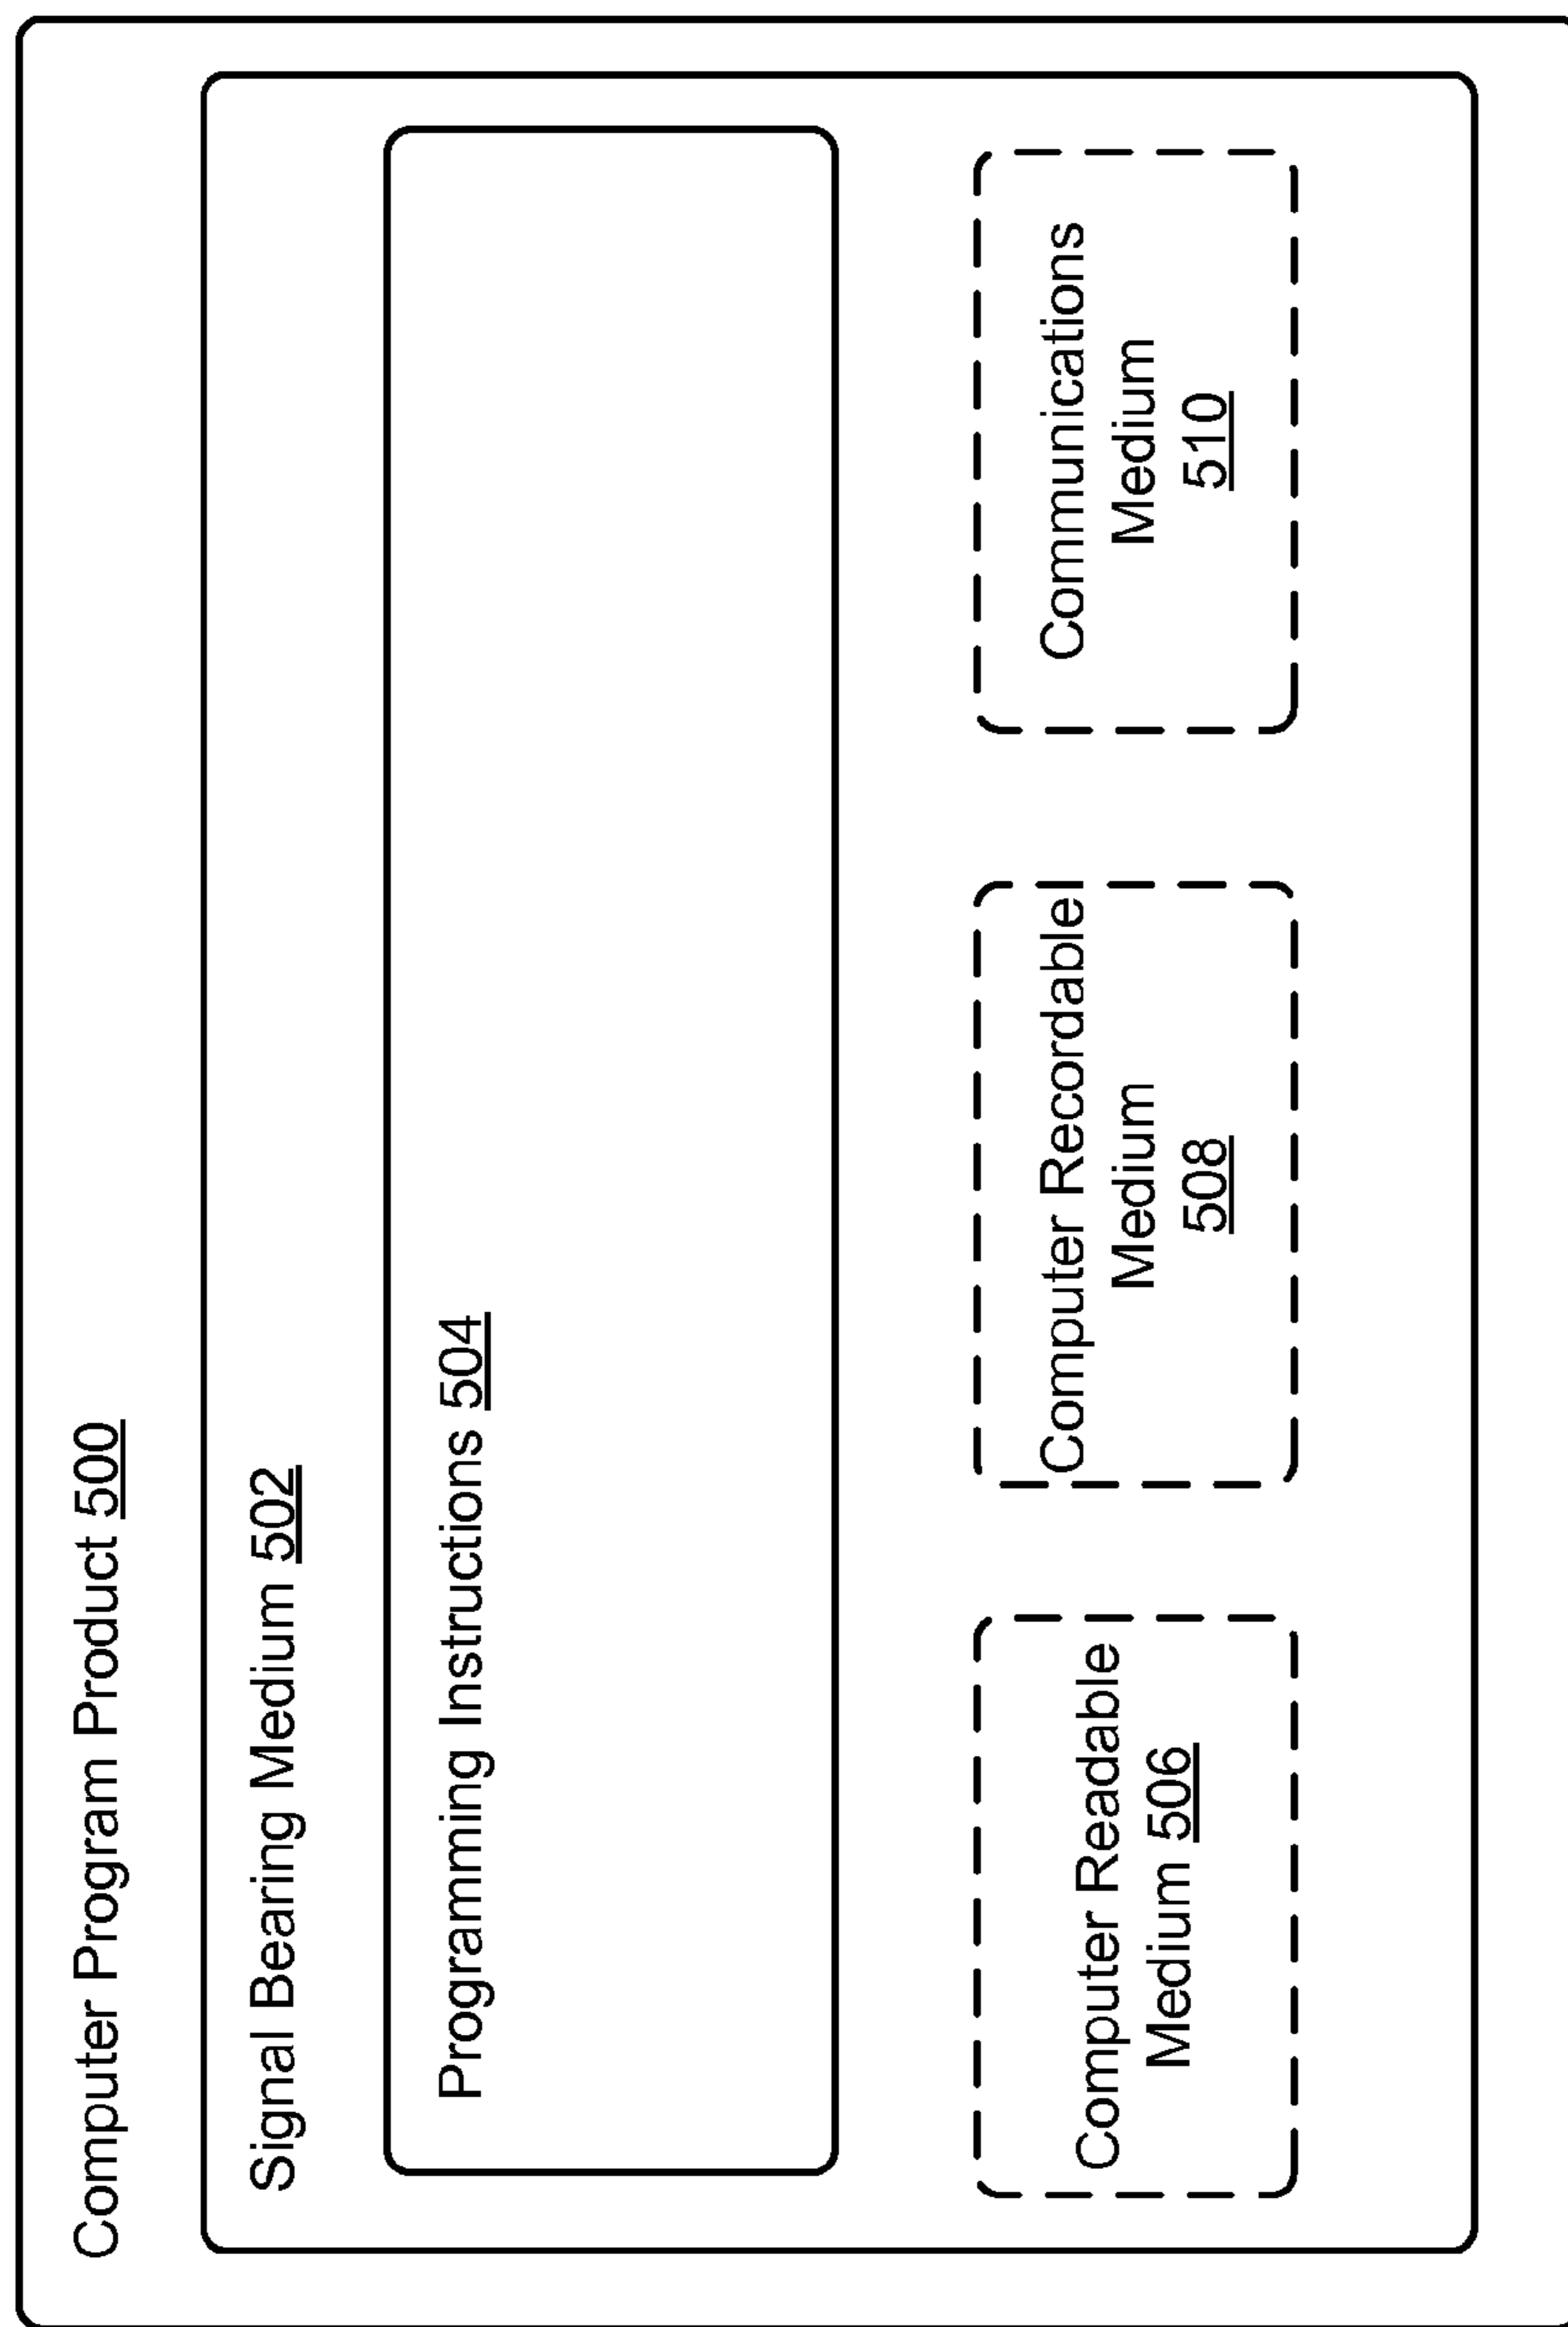 Computer Program Product 500
Signal Bearing Medium 502
Programming Instructions 504
Computer Readable
Medium 506
Computer Recordable
Medium
508
Communications
Medium
510